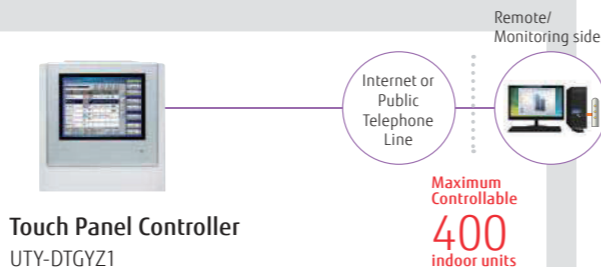 Remote/
Monitoring side
Internet or
Public
Telephone
Line
Maximum
Controllable
400
indoor units
Touch Panel Controller
UTY-DTGYZ1